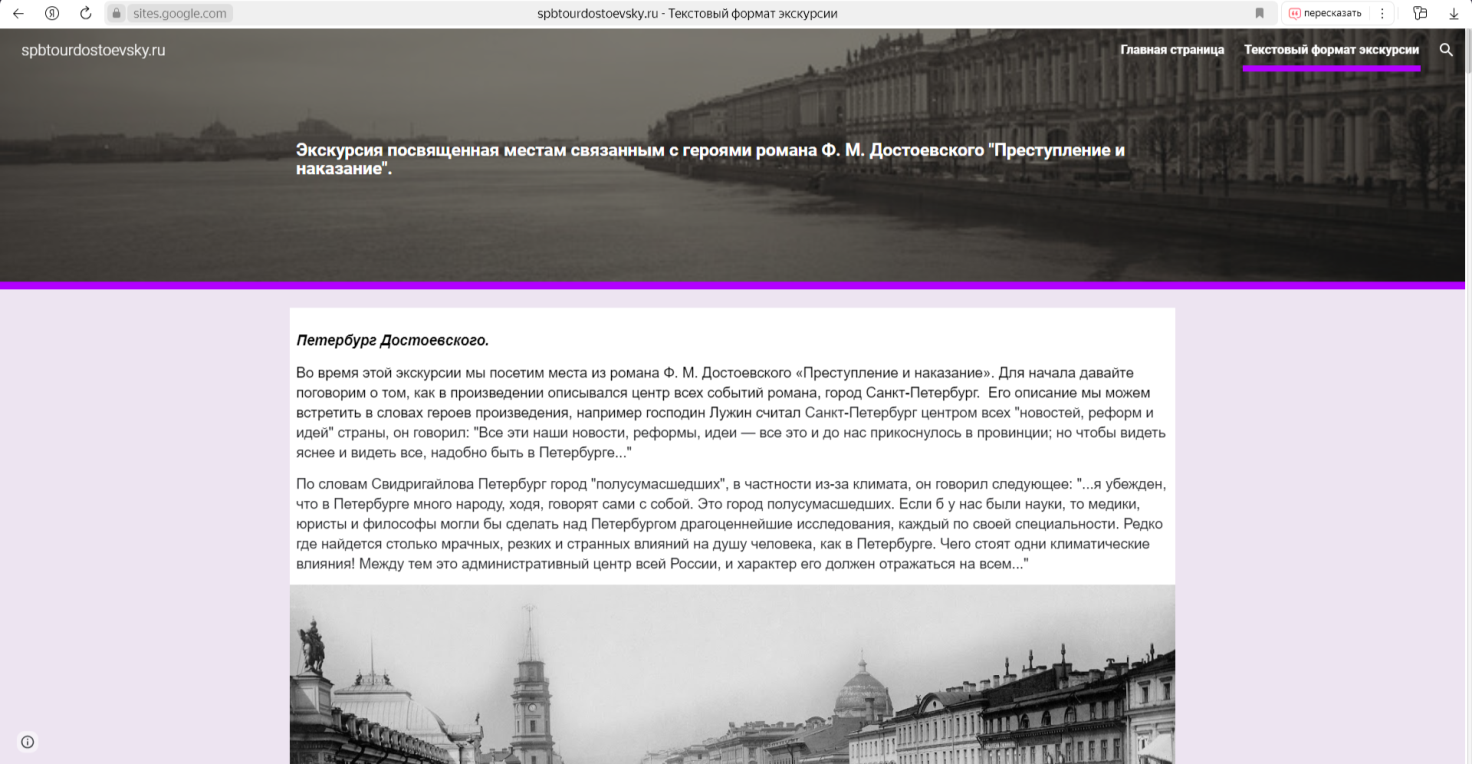 sites.google.com
spbtourdostoevsky.ru - Текстовый формат экскурсии
пересказать
spbtourdostoevsky.ru
Главная страница
Текстовый формат экскурсии
Экскурсия посвященная местам связанным с героями романа Ф. М. Достоевского "Преступление и
наказание".
Петербург Достоевского.
Во время этой экскурсии мы посетим места из романа Ф. М. Достоевского «Преступление и наказание». Для начала давайте
поговорим о том, как в произведении описывался центр всех событий романа, город Санкт-Петербург.  Его описание мы можем
встретить в словах героев произведения, например господин Лужин считал Санкт-Петербург центром всех "новостей, реформ и
идей" страны, он говорил: "Все эти наши новости, реформы, идеи — все это и до нас прикоснулось в провинции; но чтобы видеть
яснее и видеть все, надобно быть в Петербурге..."
По словам Свидригайлова Петербург город "полусумасшедших", в частности из-за климата, он говорил следующее: "...я убежден,
что в Петербурге много народу, ходя, говорят сами с собой. Это город полусумасшедших. Если б у нас были науки, то медики,
юристы и философы могли бы сделать над Петербургом драгоценнейшие исследования, каждый по своей специальности. Редко
где найдется столько мрачных, резких и странных влияний на душу человека, как в Петербурге. Чего стоят одни климатические
влияния! Между тем это административный центр всей России, и характер его должен отражаться на всем..."